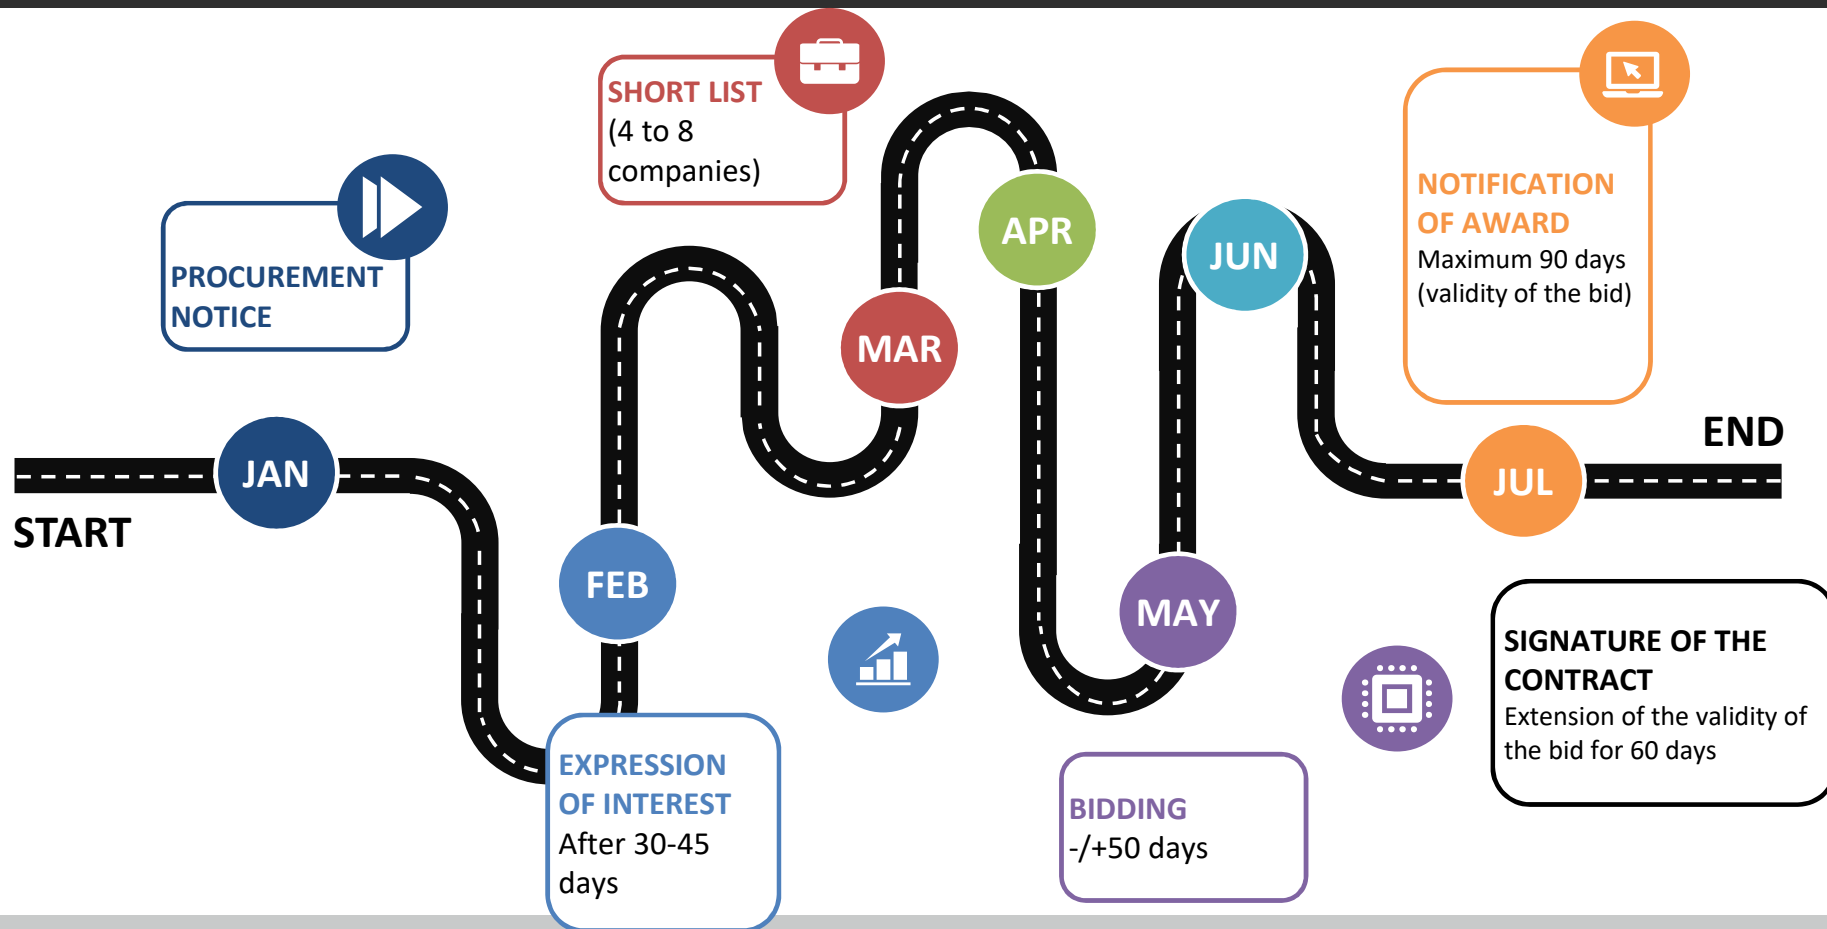 SHORT LIST
(4 to 8
companies)
PROCUREMENT
NOTICE
NOTIFICATION
OF AWARD
Maximum 90 days
(validity of the bid)
APR
JUN
MAR
END
JAN
JUL
START
FEB
MAY
EXPRESSION
OF INTEREST
After 30-45
days
BIDDING
-/+50 days
SIGNATURE OF THE
CONTRACT
Extension of the validity of
the bid for 60 days